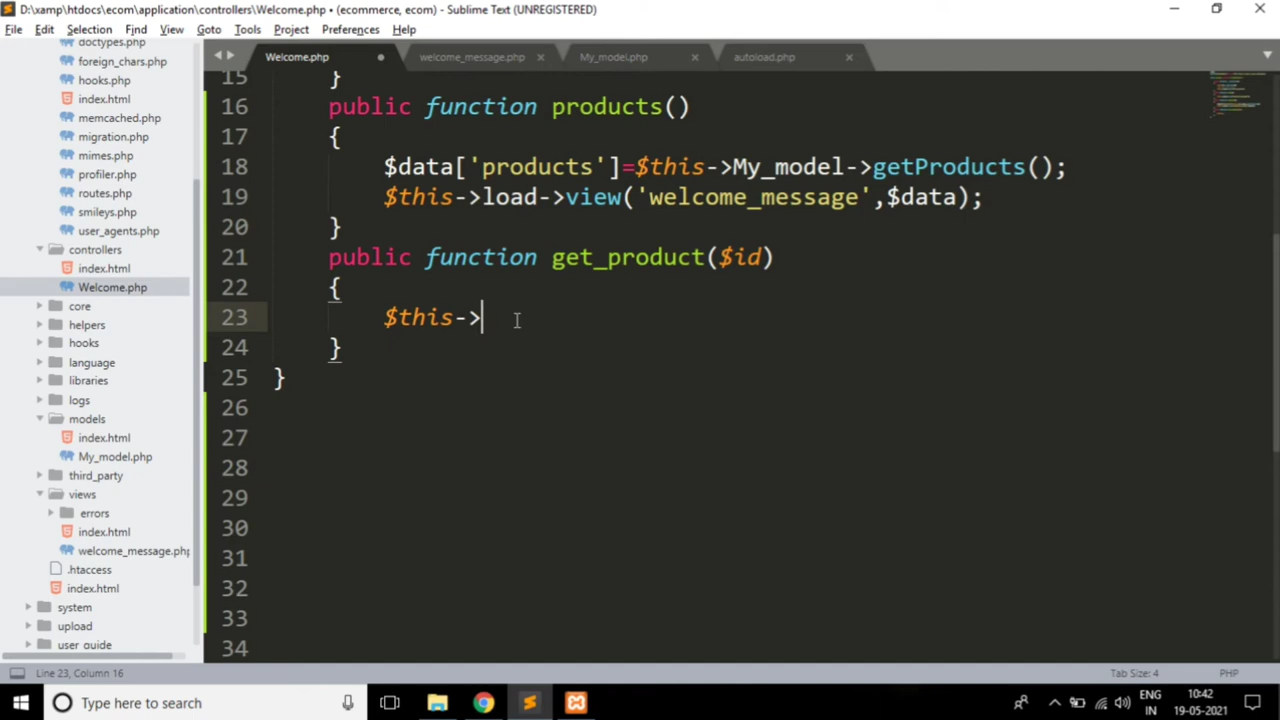 D:\xamp\htdocs\ecom\application\controllers\Welcome.php • (ecommerce, ecom) - Sublime Text (UNREGISTERED)
File Edit Selection Find View Goto Tools Project Preferences Help
Welcome.php welcome_message.php My_model.php autoload.php
doctypes.php
foreign_chars.php
hooks.php
index.html
memcached.php
migration.php
mimes.php
profiler.php
routes.php
smileys.php
user_agents.php
controllers
index.html
Welcome.php
core
helpers
hooks
language
libraries
logs
models
index.html
My_model.php
third_party
views
errors
index.html
welcome_message.php
.htaccess
index.html
system
upload
user_guide
15 }
16 public function products()
17 {
18 $data['products']=$this->My_model->getProducts();
19 $this->load->view('welcome_message',$data);
20 }
21 public function get_product($id)
22 {
23 $this->
24 }
25 }
26
27
28
29
30
31
32
33
34
Line 23, Column 16 Tab Size: 4 PHP
Type here to search
ENG 10:42
IN 19-05-2021